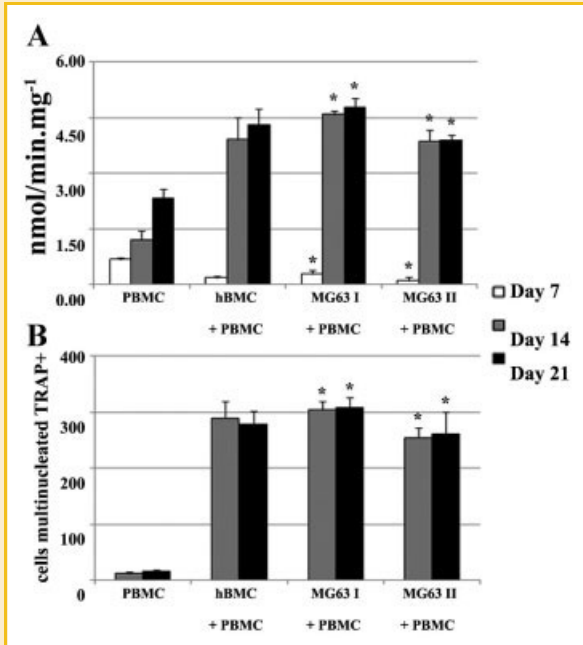 A
nmol/min.mg-1
6.00
4.50
3.00
1.50
0.00
* * * *
* *
PBMC hBMC MG63 I MG63 II
+ PBMC + PBMC + PBMC
Day 7
Day 14
Day 21
B
cells multinucleated TRAP+
400
300
200
100
0
* * * *
PBMC hBMC MG63 I MG63 II
+ PBMC + PBMC + PBMC